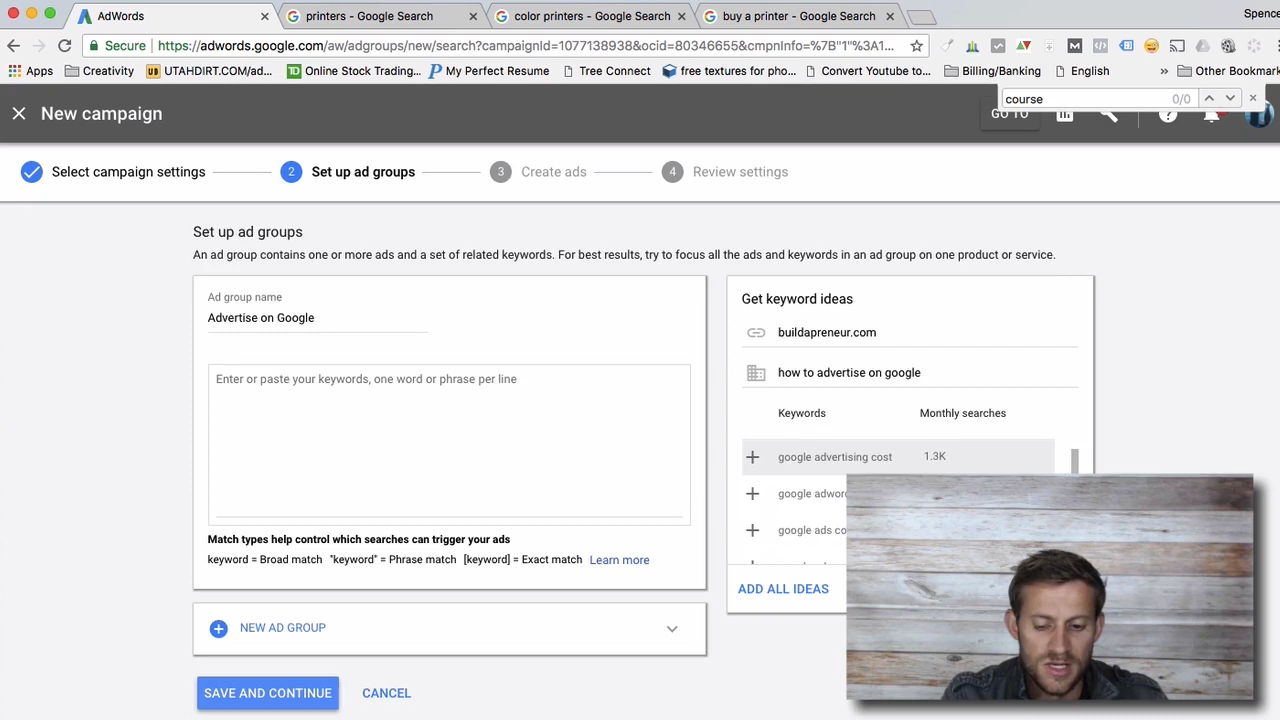 AdWords
printers - Google Search
color printers - Google Search
buy a printer - Google Search
Spence
Secure
https://adwords.google.com/aw/adgroups/new/search?campaignId=1077138938&ocid=80346655&cmpnInfo=%7B"1"%3A1...
Apps
Creativity
UTAHDIRT.COM/ad...
Online Stock Trading...
My Perfect Resume
Tree Connect
free textures for pho...
Convert Youtube to...
Billing/Banking
English
»
Other Bookmark
course
0/0
New campaign
GO TO
Select campaign settings
2
Set up ad groups
3
Create ads
4
Review settings
Set up ad groups
An ad group contains one or more ads and a set of related keywords. For best results, try to focus all the ads and keywords in an ad group on one product or service.
Ad group name
Advertise on Google
Enter or paste your keywords, one word or phrase per line
Match types help control which searches can trigger your ads
keyword = Broad match "keyword" = Phrase match [keyword] = Exact match Learn more
NEW AD GROUP
SAVE AND CONTINUE
CANCEL
Get keyword ideas
buildapreneur.com
how to advertise on google
Keywords
Monthly searches
google advertising cost
1.3K
google adwor
google ads co
ADD ALL IDEAS